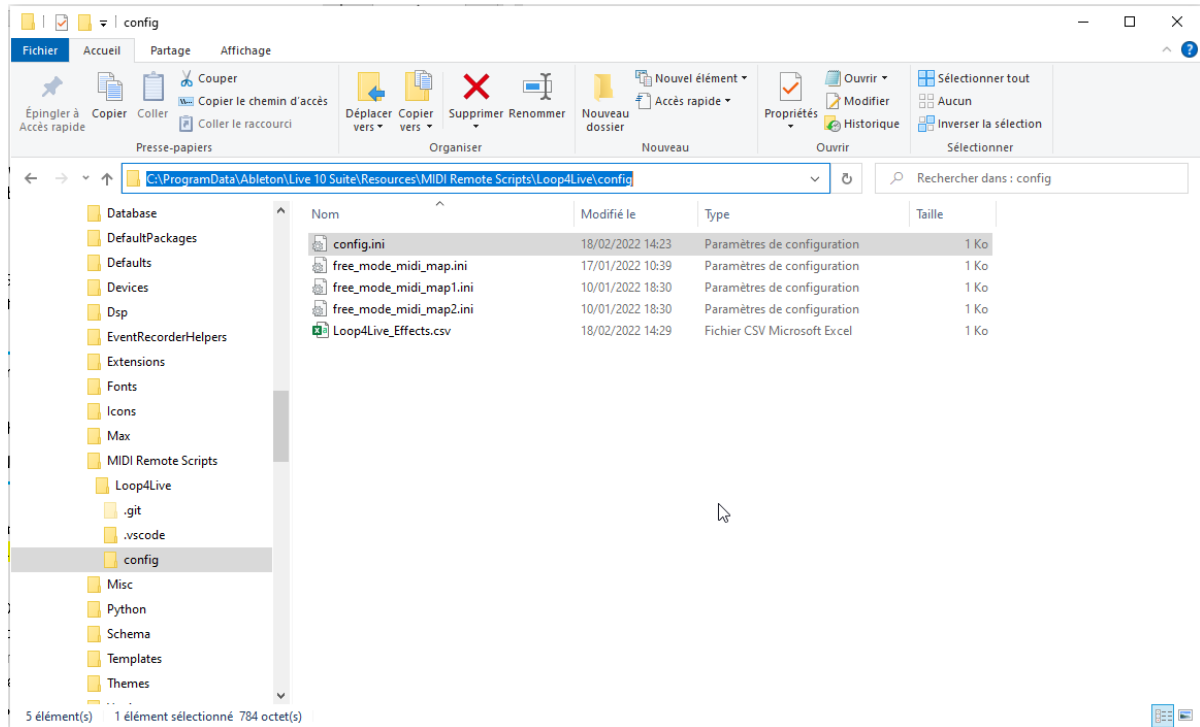 config
Fichier Accueil Partage Affichage
Épingler à Accès rapide
Copier
Coller
Couper
Copier le chemin d'accès
Coller le raccourci
Presse-papiers
Déplacer vers
Copier vers
Supprimer
Renommer
Organiser
Nouveau dossier
Nouvel élément
Accès rapide
Nouveau
Propriétés
Ouvrir
Modifier
Historique
Ouvrir
Sélectionner tout
Aucun
Inverser la sélection
Sélectionner
C:\ProgramData\Ableton\Live 10 Suite\Resources\MIDI Remote Scripts\Loop4Live\config
Rechercher dans : config
Database
DefaultPackages
Defaults
Devices
Dsp
EventRecorderHelpers
Extensions
Fonts
Icons
Max
MIDI Remote Scripts
Loop4Live
.git
.vscode
config
Misc
Python
Schema
Templates
Themes
Nom Modifié le Type Taille
config.ini 18/02/2022 14:23 Paramètres de configuration 1 Ko
free_mode_midi_map.ini 17/01/2022 10:39 Paramètres de configuration 1 Ko
free_mode_midi_map1.ini 10/01/2022 18:30 Paramètres de configuration 1 Ko
free_mode_midi_map2.ini 10/01/2022 18:30 Paramètres de configuration 1 Ko
Loop4Live_Effects.csv 18/02/2022 14:29 Fichier CSV Microsoft Excel 1 Ko
5 élément(s) 1 élément sélectionné 784 octet(s)